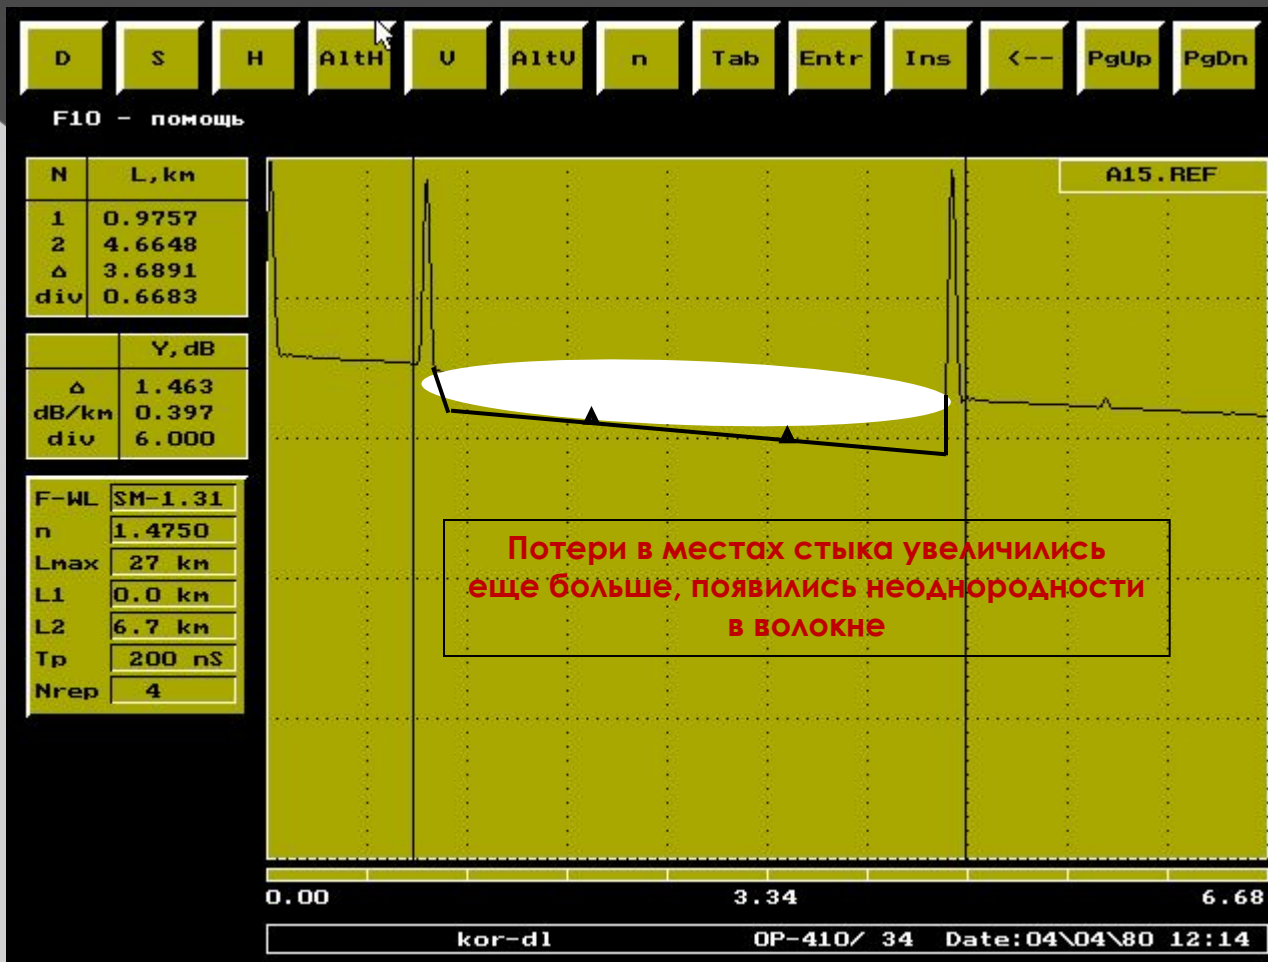 D S H AltH V AltV n Tab Entr Ins <-- PgUp PgDn
F10 - помощь
N L,km
1 0.9757
2 4.6648
Δ 3.6891
div 0.6683
Y,dB
Δ 1.463
dB/km 0.397
div 6.000
F-WL SM-1.31
n 1.4750
Lmax 27 km
L1 0.0 km
L2 6.7 km
Tp 200 nS
Nrep 4
A15.REF
Потери в местах стыка увеличились
еще больше, появились неоднородности
в волокне
0.00 3.34 6.68
kor-dl OP-410/ 34 Date:04\04\80 12:14